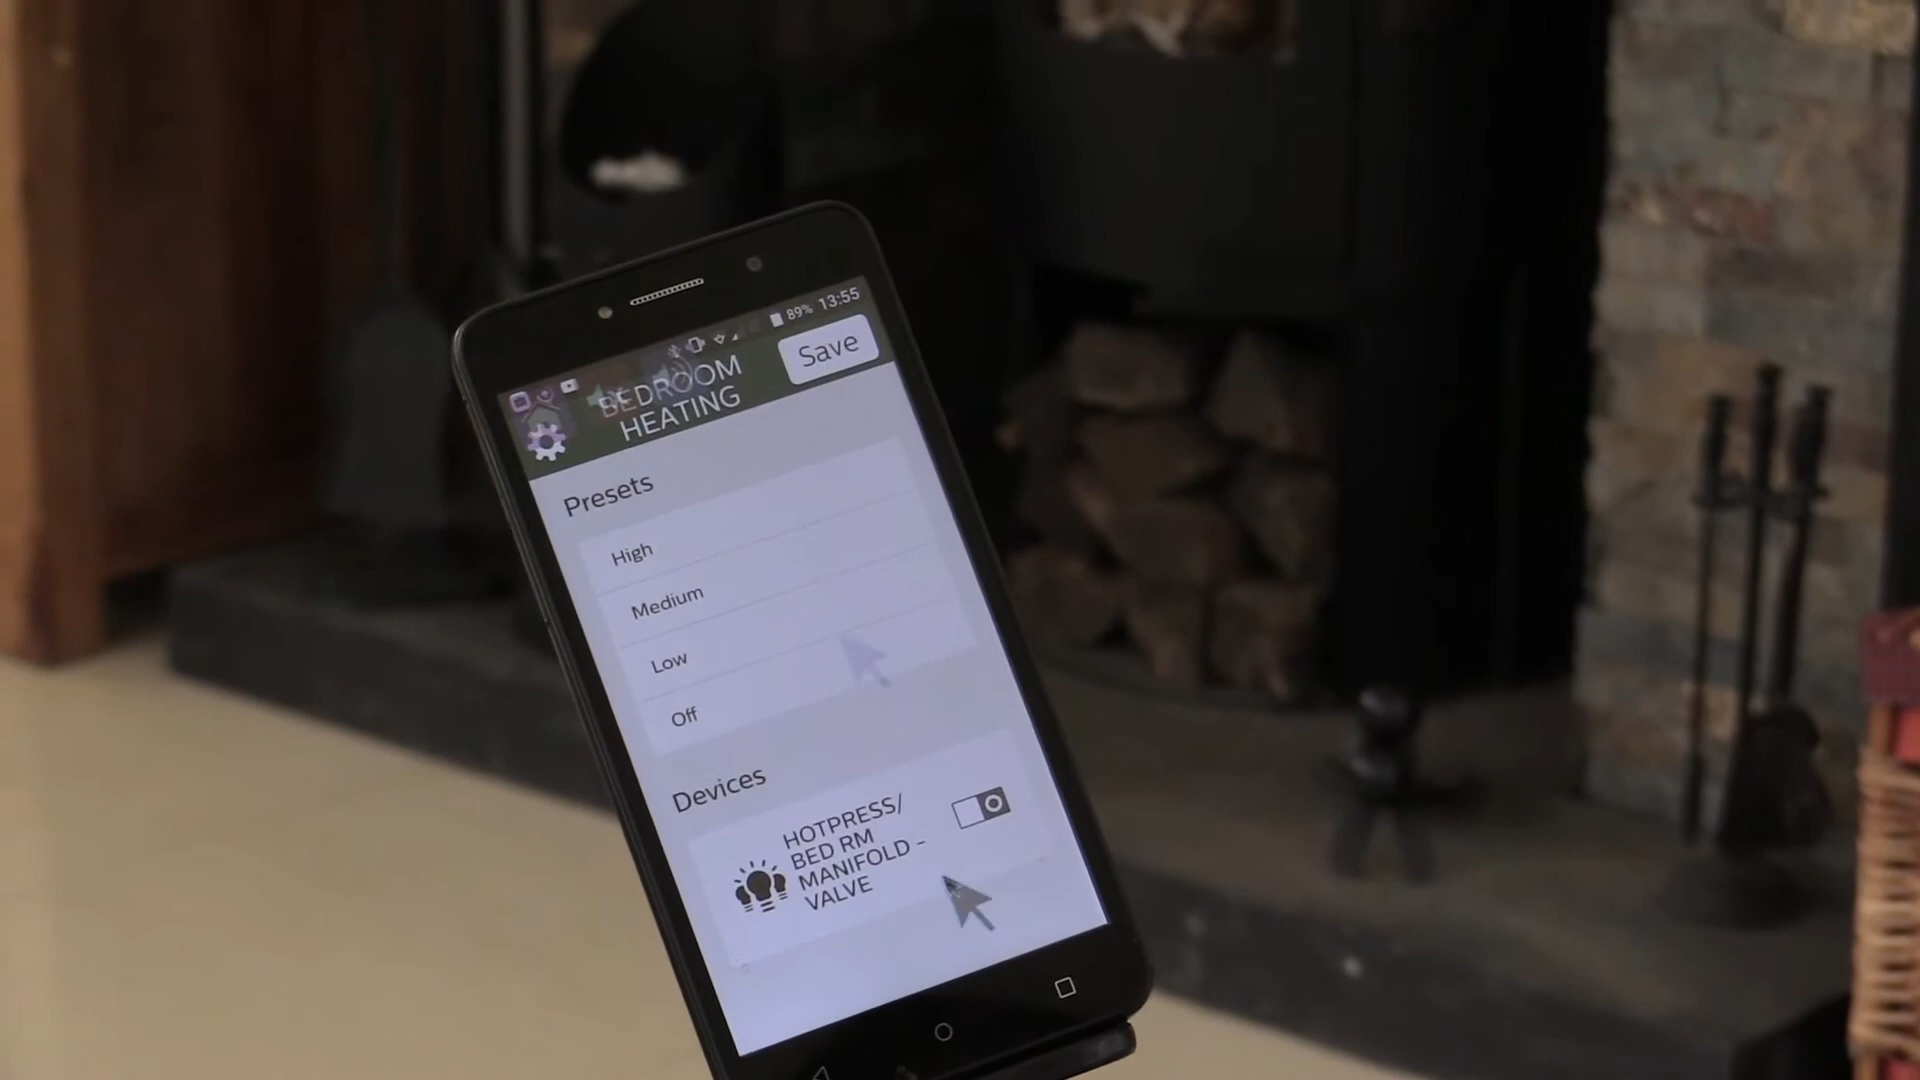 89% 13:55
BEDROOM
HEATING
Save
Presets
High
Medium
Low
Off
Devices
HOTPRESS/
BED RM
MANIFOLD -
VALVE